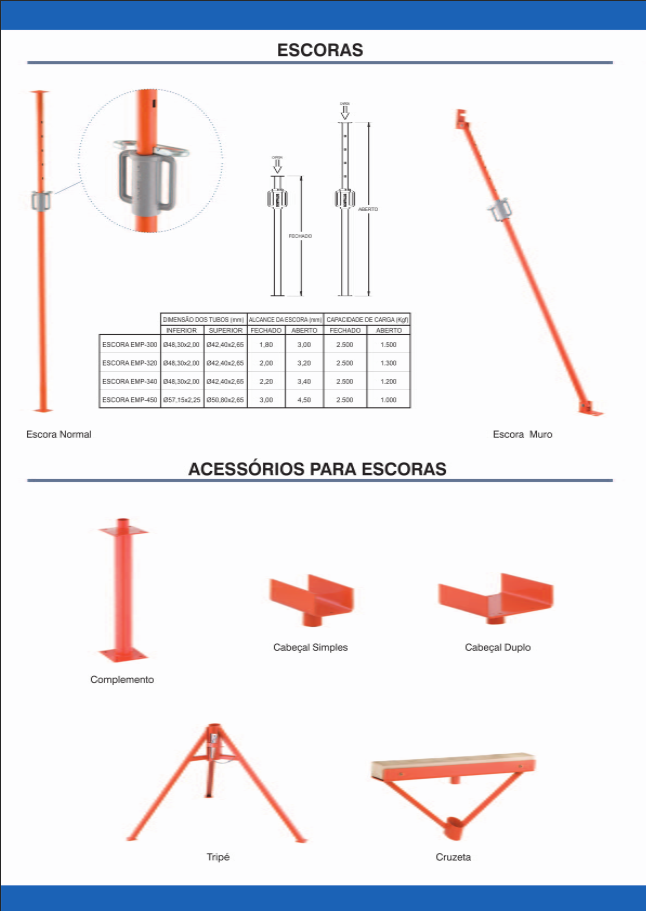 ESCORAS
CARGA
CARGA
ABERTO
FECHADO
DIMENSÃO DOS TUBOS (mm) ALCANCE DA ESCORA (mm) CAPACIDADE DE CARGA (Kgf)
INFERIOR SUPERIOR FECHADO ABERTO FECHADO ABERTO
ESCORA EMP-300 Ø48,30x2,00 Ø42,40x2,65 1,80 3,00 2.500 1.500
ESCORA EMP-320 Ø48,30x2,00 Ø42,40x2,65 2,00 3,20 2.500 1.300
ESCORA EMP-340 Ø48,30x2,00 Ø42,40x2,65 2,20 3,40 2.500 1.200
ESCORA EMP-450 Ø57,15x2,25 Ø50,80x2,65 3,00 4,50 2.500 1.000
Escora Normal
Escora Muro
ACESSÓRIOS PARA ESCORAS
Cabeçal Simples
Cabeçal Duplo
Complemento
Tripé
Cruzeta